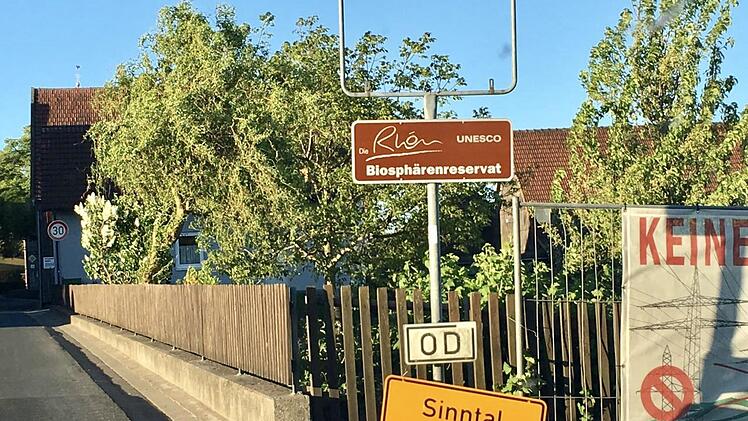 Die Rhön UNESCO
Biosphärenreservat
30
KEINE
OD
Sinntal